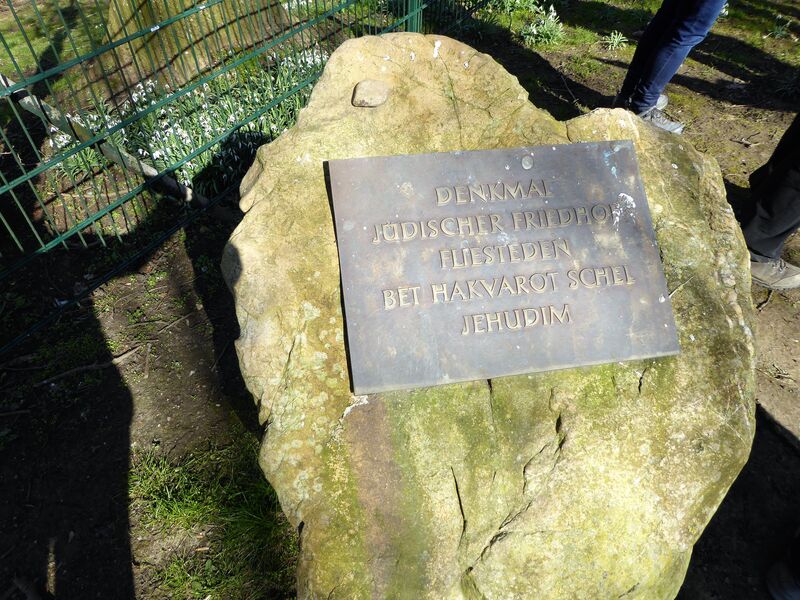 DENKMAL
JÜDISCHER FRIEDHOF
FLIESTEDEN
BET HAKVAROT SCHEL
JEHUDIM